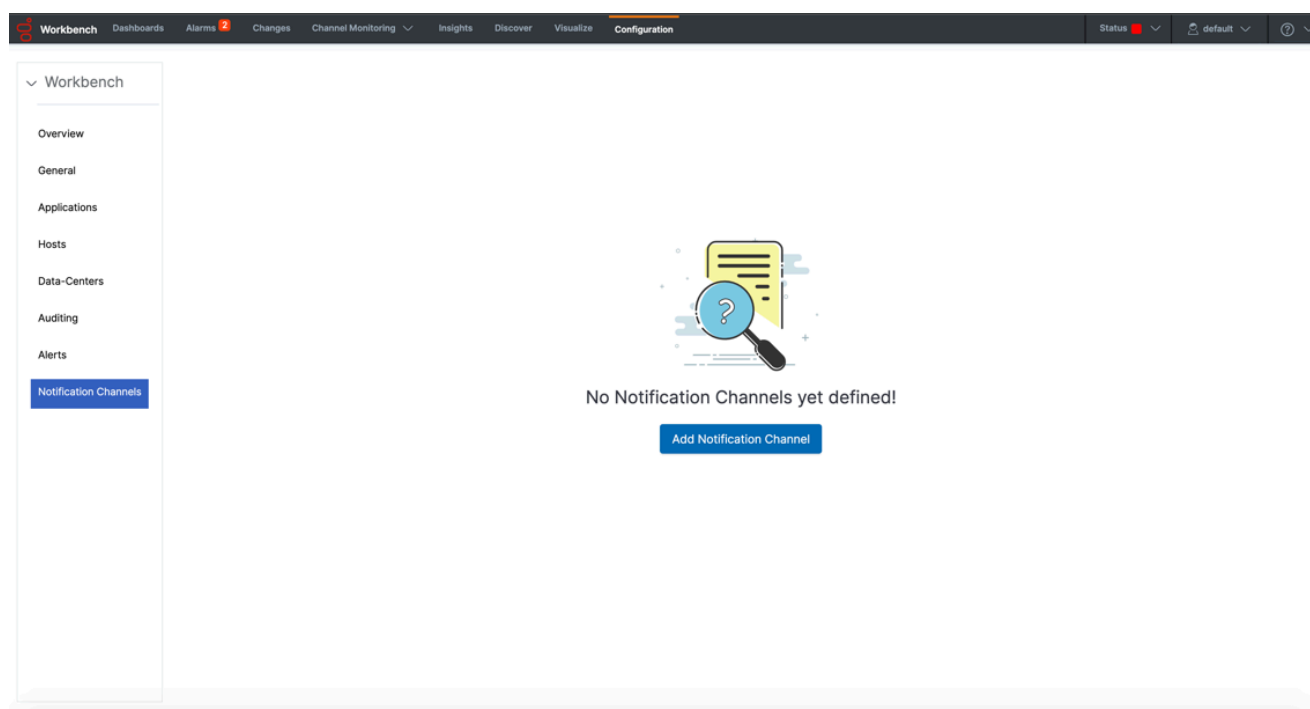 Workbench Dashboards Alarms 2 Changes Channel Monitoring Insights Discover Visualize Configuration Status default ?
Workbench
Overview
General
Applications
Hosts
Data-Centers
Auditing
Alerts
Notification Channels
?
No Notification Channels yet defined!
Add Notification Channel